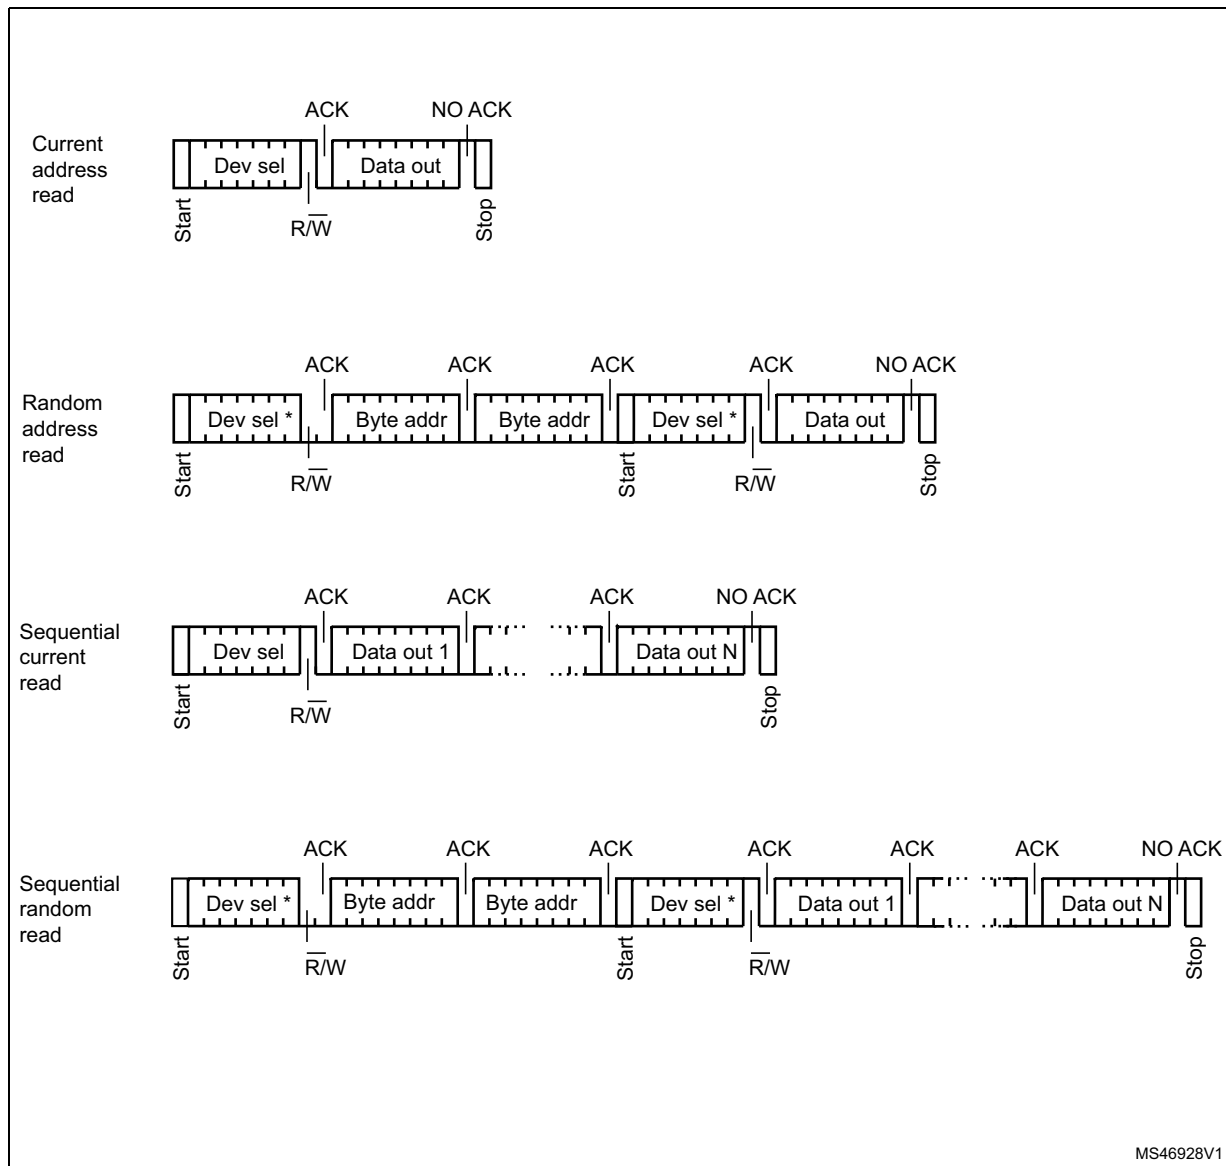 ACK NO ACK
Current
address
read
Dev sel Data out
Start R/W̅ Stop
ACK ACK ACK ACK NO ACK
Random
address
read
Dev sel * Byte addr Byte addr Dev sel * Data out
Start R/W̅ Start R/W̅ Stop
ACK ACK ACK NO ACK
Sequential
current
read
Dev sel Data out 1 Data out N
Start R/W̅ Stop
ACK ACK ACK ACK ACK ACK NO ACK
Sequential
random
read
Dev sel * Byte addr Byte addr Dev sel * Data out 1 Data out N
Start R̅/W Start R̅/W Stop
MS46928V1